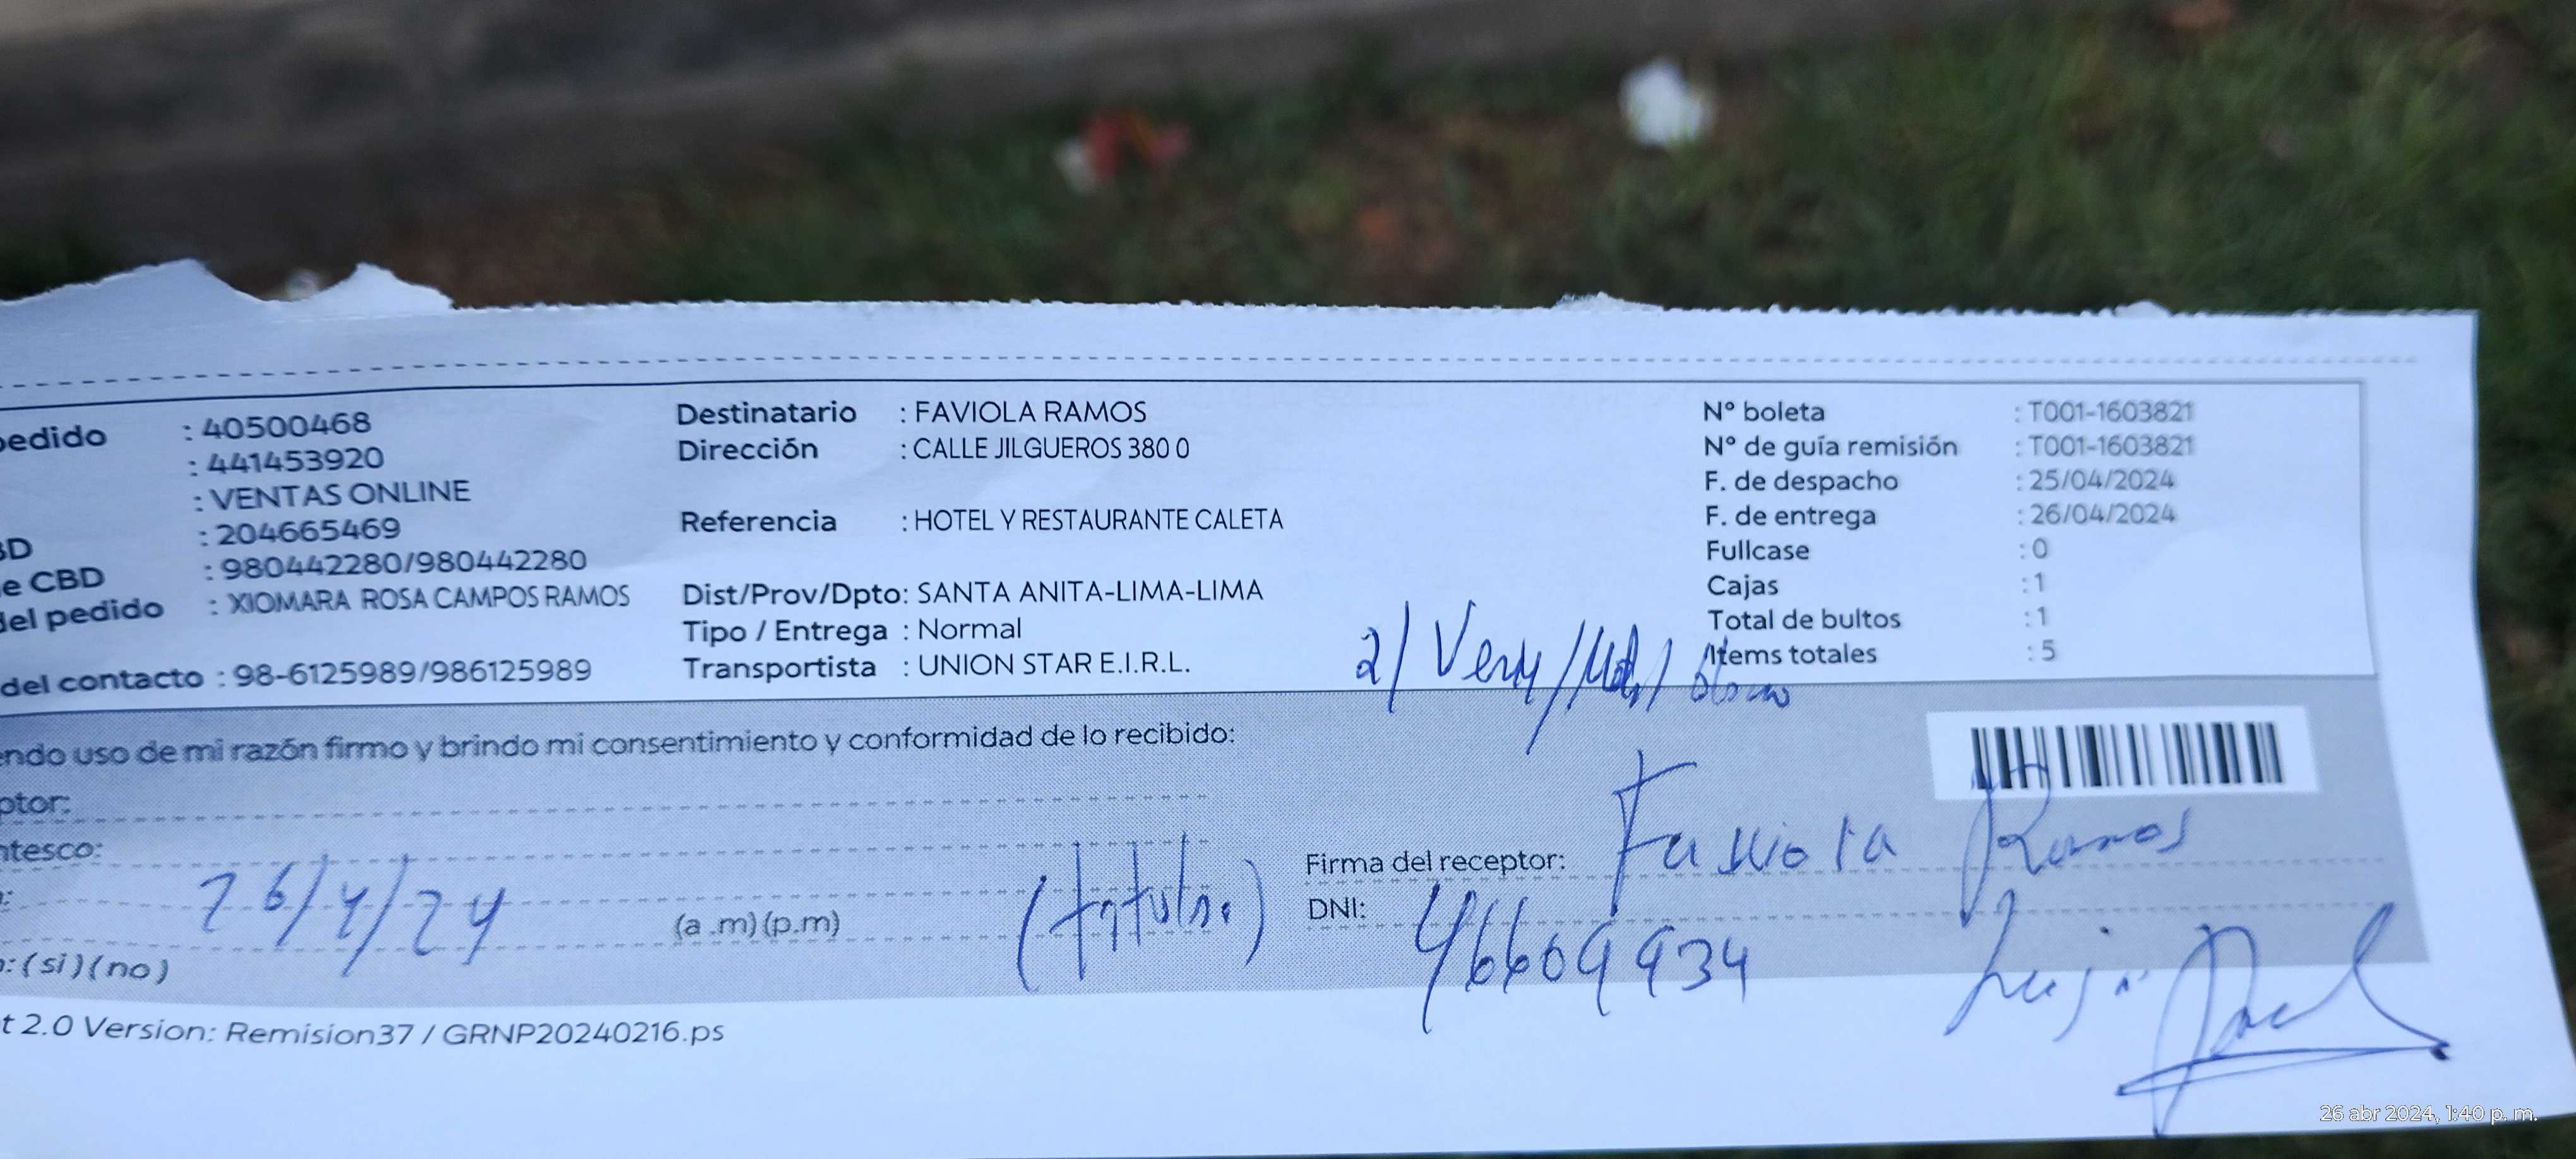 pedido : 40500468
: 441453920
: VENTAS ONLINE
BD : 204665469
e CBD : 980442280/980442280
del pedido : XIOMARA ROSA CAMPOS RAMOS
del contacto : 98-6125989/986125989
Destinatario : FAVIOLA RAMOS
Dirección : CALLE JILGUEROS 380 0
Referencia : HOTEL Y RESTAURANTE CALETA
Dist/Prov/Dpto: SANTA ANITA-LIMA-LIMA
Tipo / Entrega : Normal
Transportista : UNION STAR E.I.R.L.
Nº boleta : T001-1603821
Nº de guía remisión : T001-1603821
F. de despacho : 25/04/2024
F. de entrega : 26/04/2024
Fullcase : 0
Cajas : 1
Total de bultos : 1
Items totales : 5
2/
endo uso de mi razón firmo y brindo mi consentimiento y conformidad de lo recibido:
ptor:
ntesco:
26/4/24 (a .m) (p.m)
: (si) (no)
Firma del receptor: Ramos
DNI: 46609934
t 2.0 Version: Remision37 / GRNP20240216.ps
26 abr 2024, 1:40 p. m.